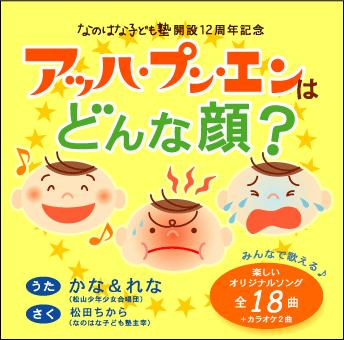 なのはな子ども塾開設12周年記念
アッハ・プン・エンは
どんな顔?
うた かな&れな
(松山少年少女合唱団)
さく 松田ちから
(なのはな子ども塾主宰)
みんなで歌える♪
楽しい
オリジナルソング
全18曲
+カラオケ2曲